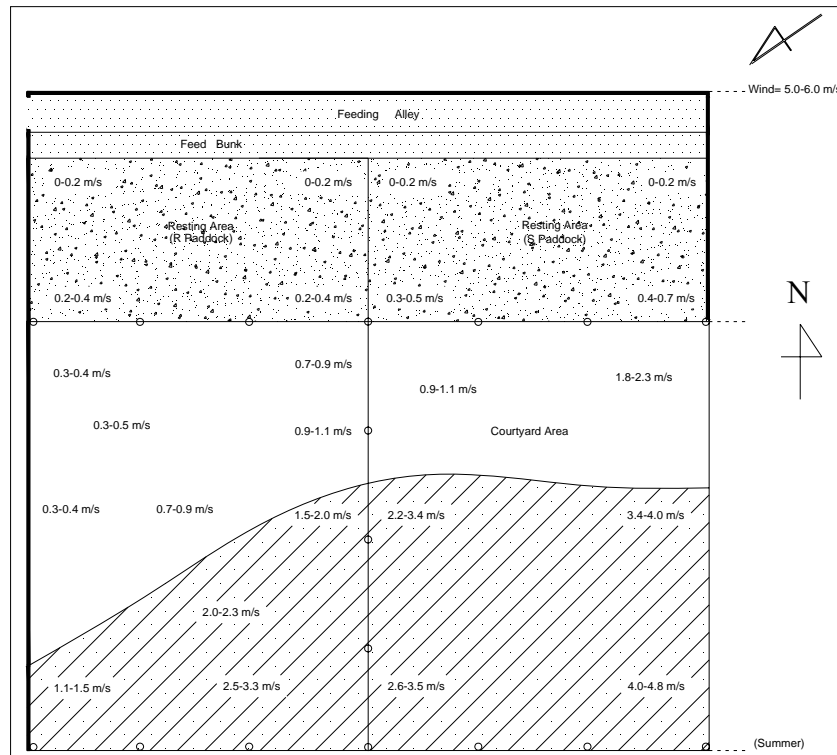 Wind= 5.0-6.0 m/s
Feeding Alley
Feed Bunk
0-0.2 m/s 0-0.2 m/s 0-0.2 m/s 0-0.2 m/s
Resting Area
(R Paddock)
Resting Area
(S Paddock)
0.2-0.4 m/s 0.2-0.4 m/s 0.3-0.5 m/s 0.4-0.7 m/s
N
0.7-0.9 m/s
0.3-0.4 m/s
1.8-2.3 m/s
0.9-1.1 m/s
0.3-0.5 m/s
0.9-1.1 m/s
Courtyard Area
0.3-0.4 m/s 0.7-0.9 m/s
1.5-2.0 m/s 2.2-3.4 m/s 3.4-4.0 m/s
2.0-2.3 m/s
1.1-1.5 m/s 2.5-3.3 m/s 2.6-3.5 m/s 4.0-4.8 m/s
(Summer)